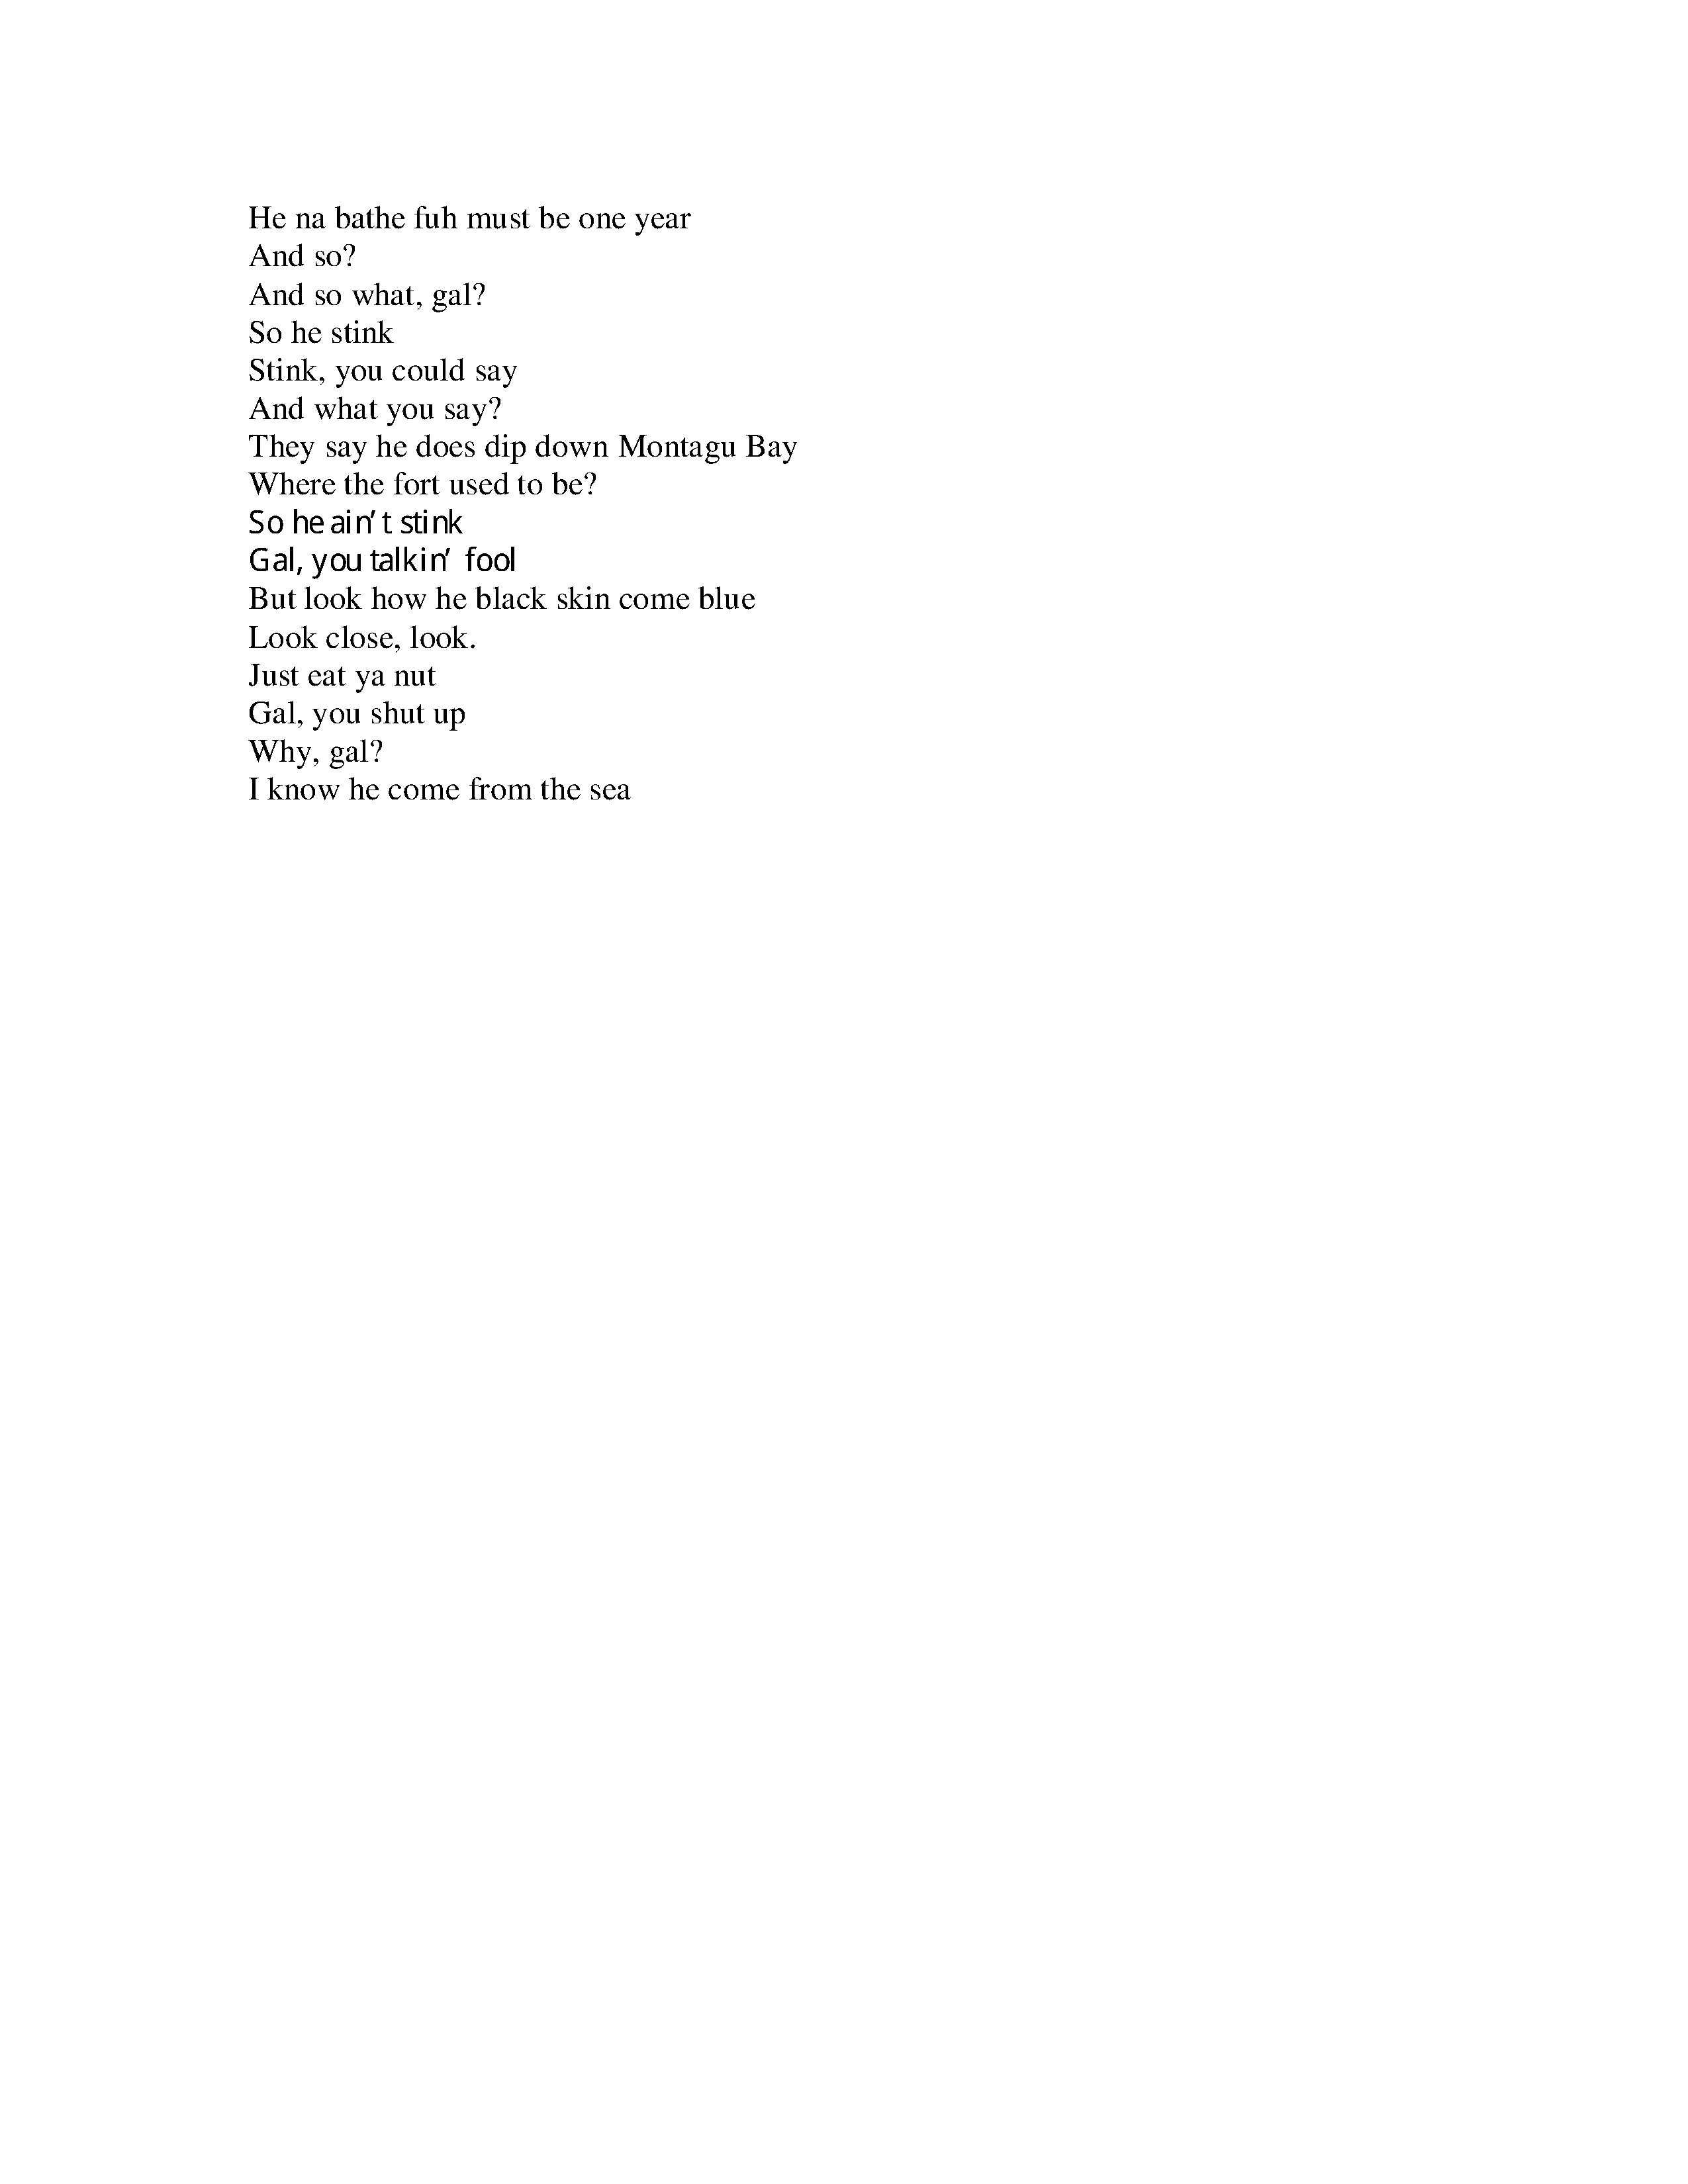 He na bathe fuh must be one year
And so?
And so what, gal?
So he stink
Stink, you could say
And what you say?
They say he does dip down Montagu Bay
Where the fort used to be?
So he ain’t stink
Gal, you talkin’ fool
But look how he black skin come blue
Look close, look.
Just eat ya nut
Gal, you shut up
Why, gal?
I know he come from the sea